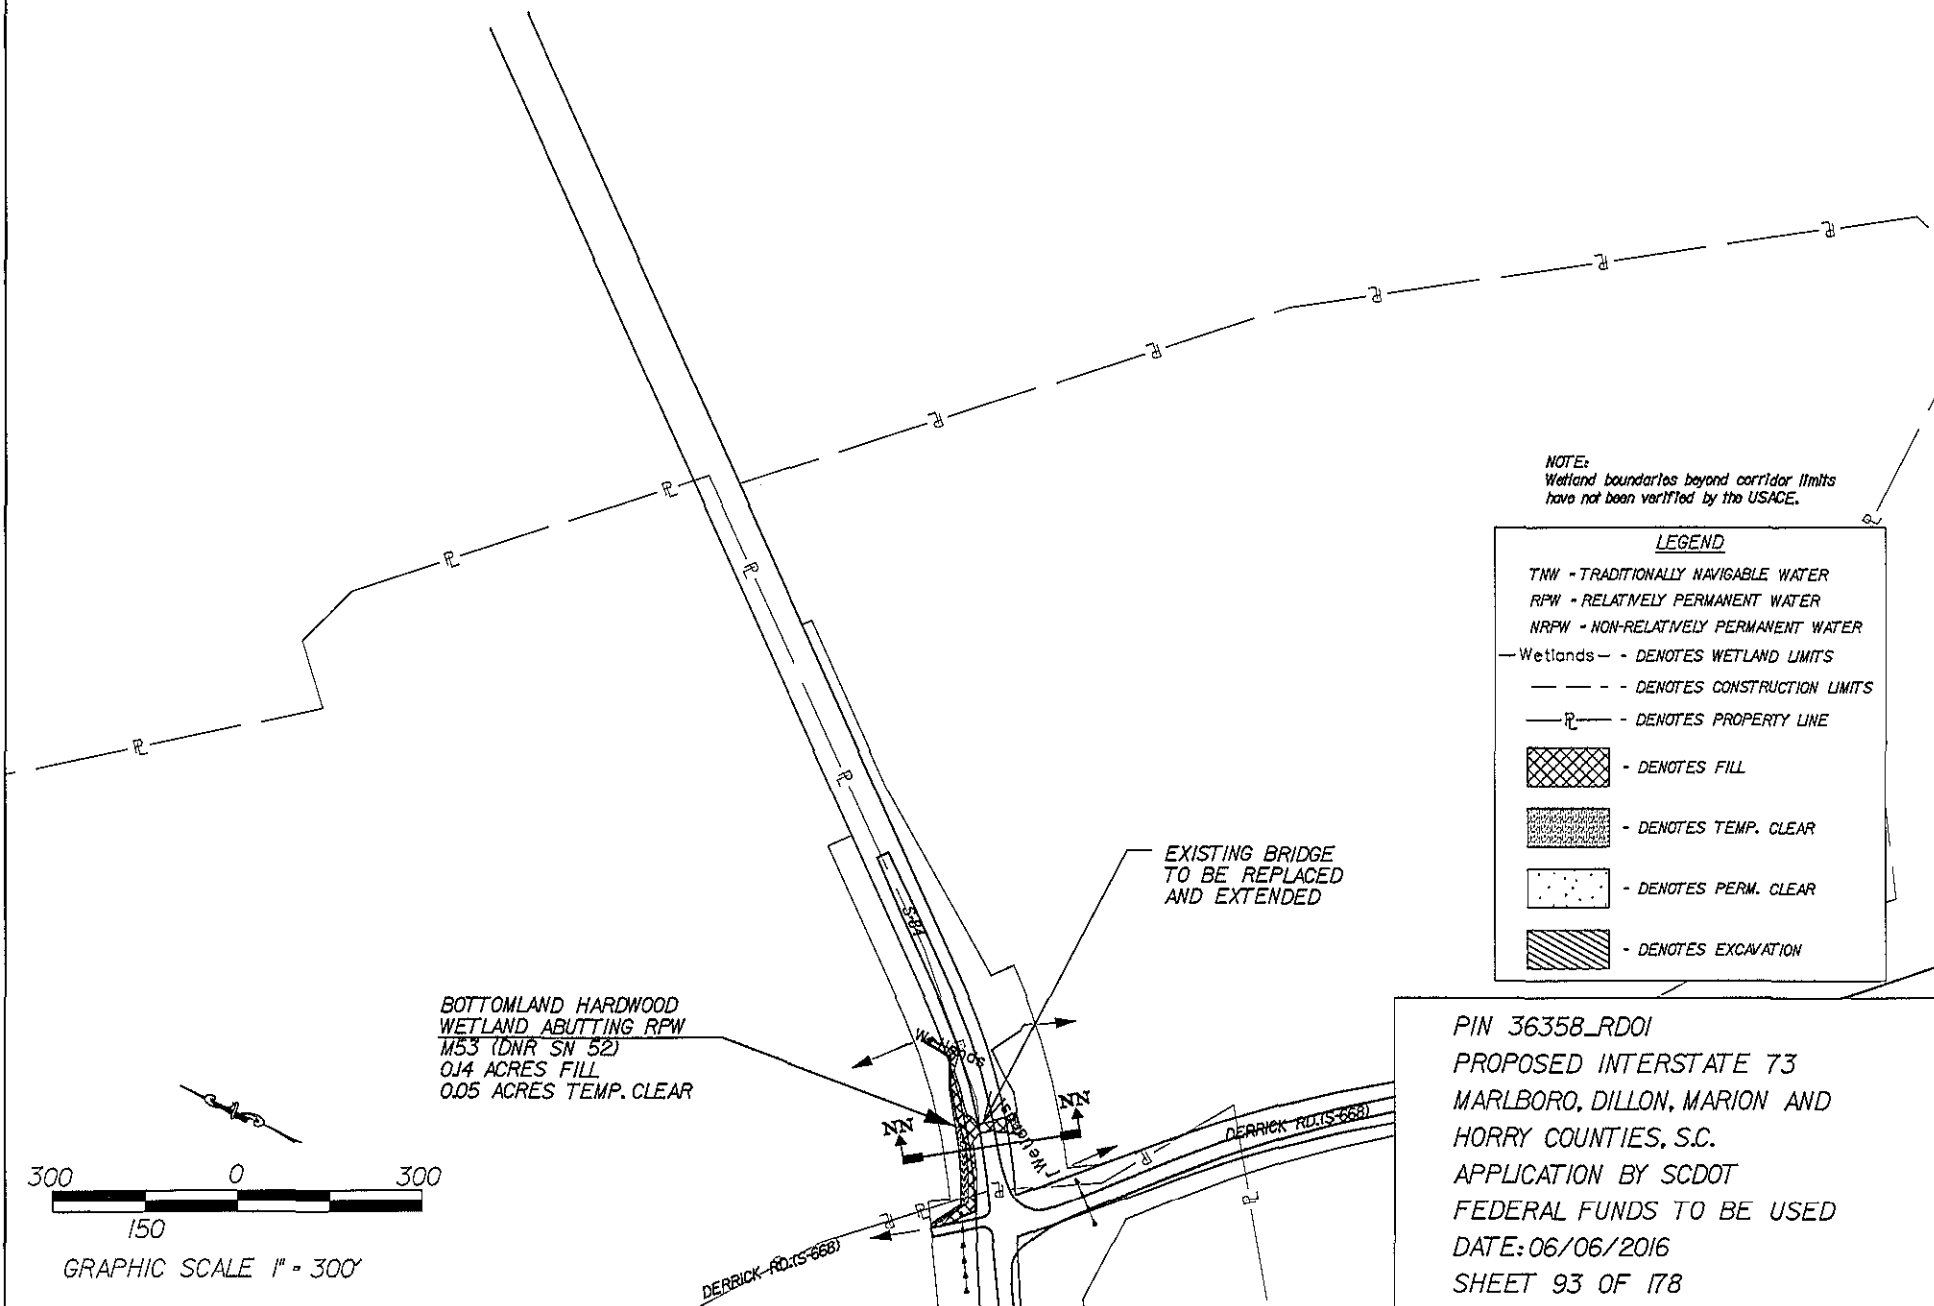 NOTE:
Wetland boundaries beyond corridor limits
have not been verified by the USACE.
LEGEND
TNW - TRADITIONALLY NAVIGABLE WATER
RPW - RELATIVELY PERMANENT WATER
NRPW - NON-RELATIVELY PERMANENT WATER
Wetlands - DENOTES WETLAND LIMITS
- DENOTES CONSTRUCTION LIMITS
PL - DENOTES PROPERTY LINE
- DENOTES FILL
- DENOTES TEMP. CLEAR
- DENOTES PERM. CLEAR
- DENOTES EXCAVATION
EXISTING BRIDGE
TO BE REPLACED
AND EXTENDED
S-84
BOTTOMLAND HARDWOOD
WETLAND ABUTTING RPW
M53 (DNR SN 52)
0.14 ACRES FILL
0.05 ACRES TEMP. CLEAR
NN
NN
DERRICK RD.(S-668)
DERRICK RD.(S-668)
300 0 300
150
GRAPHIC SCALE 1" = 300'
PIN 36358_RD01
PROPOSED INTERSTATE 73
MARLBORO, DILLON, MARION AND
HORRY COUNTIES, S.C.
APPLICATION BY SCDOT
FEDERAL FUNDS TO BE USED
DATE: 06/06/2016
SHEET 93 OF 178